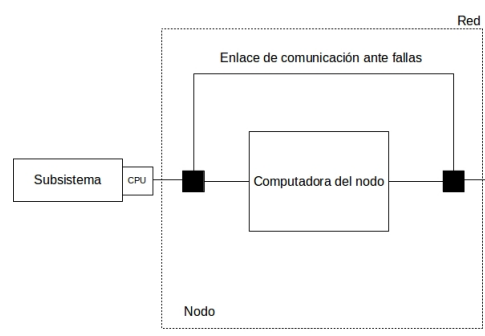 Red
Enlace de comunicación ante fallas
Subsistema
CPU
Computadora del nodo
Nodo